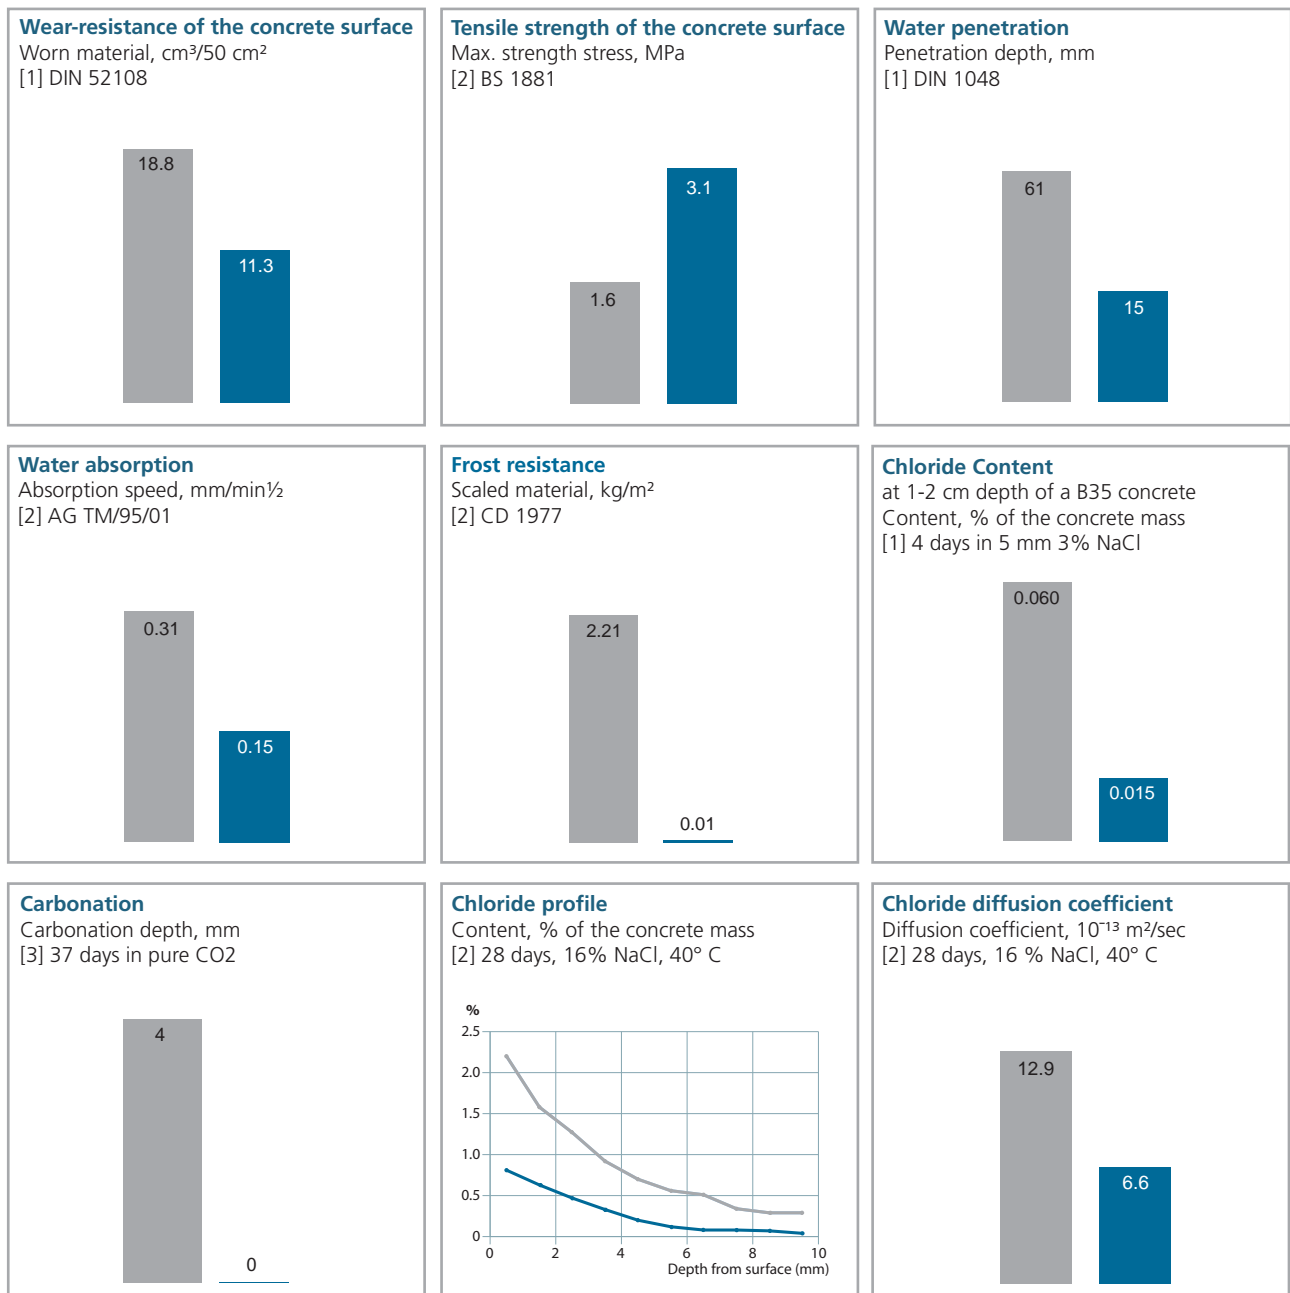 Wear-resistance of the concrete surface
Worn material, cm³/50 cm²
[1] DIN 52108
18.8
11.3
Tensile strength of the concrete surface
Max. strength stress, MPa
[2] BS 1881
1.6
3.1
Water penetration
Penetration depth, mm
[1] DIN 1048
61
15
Water absorption
Absorption speed, mm/min½
[2] AG TM/95/01
0.31
0.15
Frost resistance
Scaled material, kg/m²
[2] CD 1977
2.21
0.01
Chloride Content
at 1-2 cm depth of a B35 concrete
Content, % of the concrete mass
[1] 4 days in 5 mm 3% NaCl
0.060
0.015
Carbonation
Carbonation depth, mm
[3] 37 days in pure CO2
4
0
Chloride profile
Content, % of the concrete mass
[2] 28 days, 16% NaCl, 40° C
%
2.5
2.0
1.5
1.0
0.5
0
0 2 4 6 8 10
Depth from surface (mm)
Chloride diffusion coefficient
Diffusion coefficient, 10⁻¹³ m²/sec
[2] 28 days, 16 % NaCl, 40° C
12.9
6.6